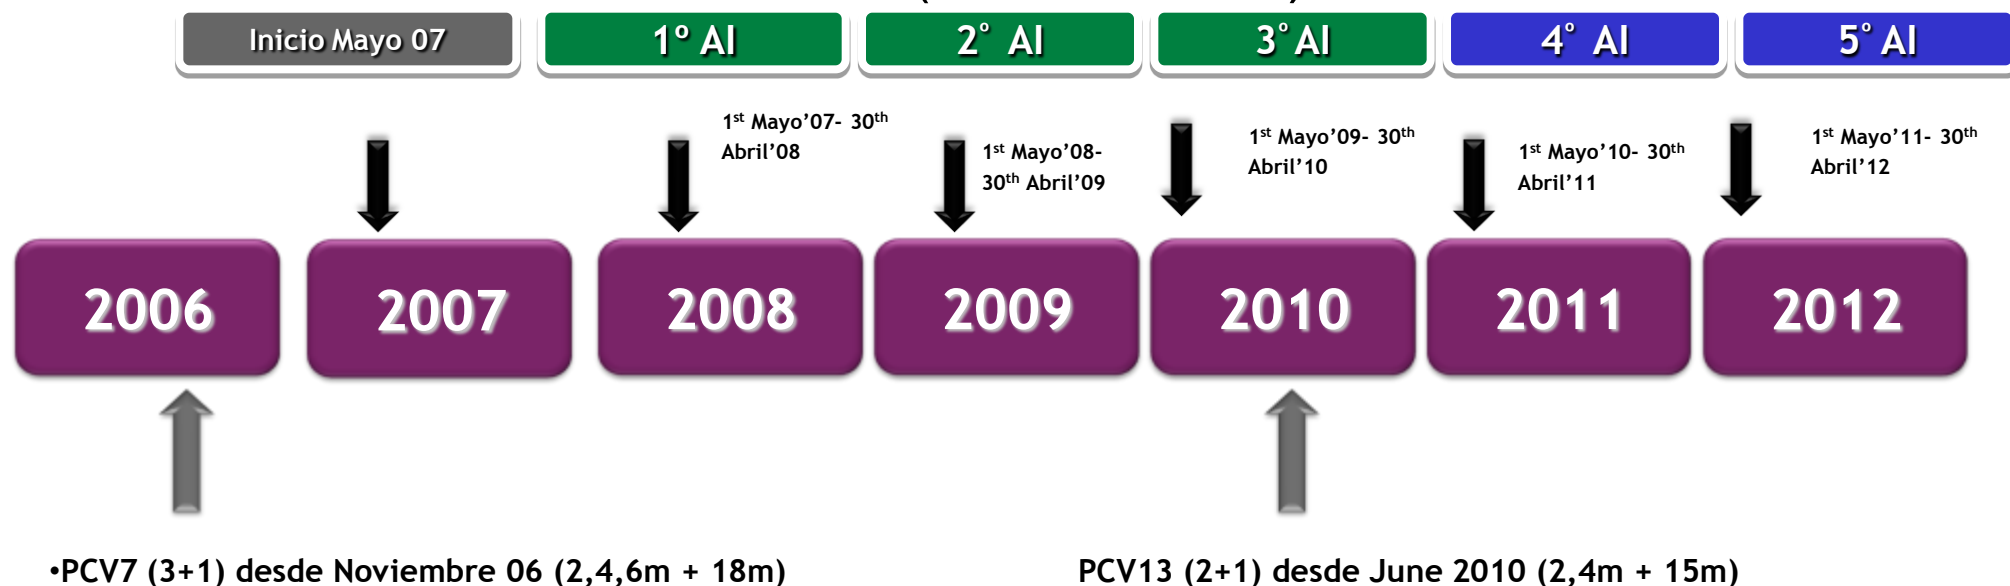 Inicio Mayo 07
1º AI
2° AI
3° AI
4° AI
5° AI
1st Mayo’07- 30th
Abril’08
1st Mayo’08-
30th Abril’09
1st Mayo’09- 30th
Abril’10
1st Mayo’10- 30th
Abril’11
1st Mayo’11- 30th
Abril’12
2006
2007
2008
2009
2010
2011
2012
•PCV7 (3+1) desde Noviembre 06 (2,4,6m + 18m)
PCV13 (2+1) desde June 2010 (2,4m + 15m)